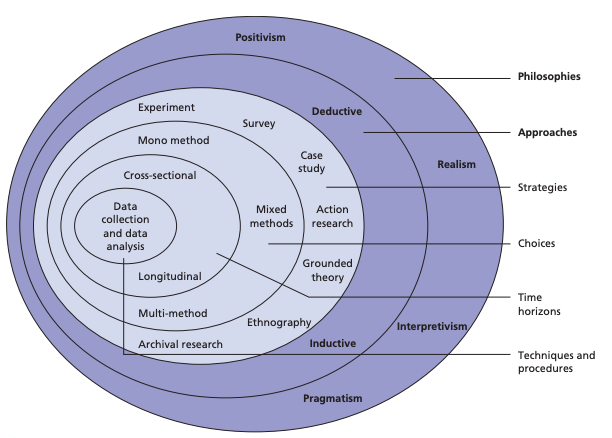 Positivism
Philosophies
Experiment
Deductive
Survey
Approaches
Mono method
Case
study
Realism
Cross-sectional
Strategies
Data
collection
and data
analysis
Mixed
methods
Action
research
Choices
Grounded
theory
Longitudinal
Time
horizons
Multi-method
Ethnography
Interpretivism
Archival research
Inductive
Techniques and
procedures
Pragmatism